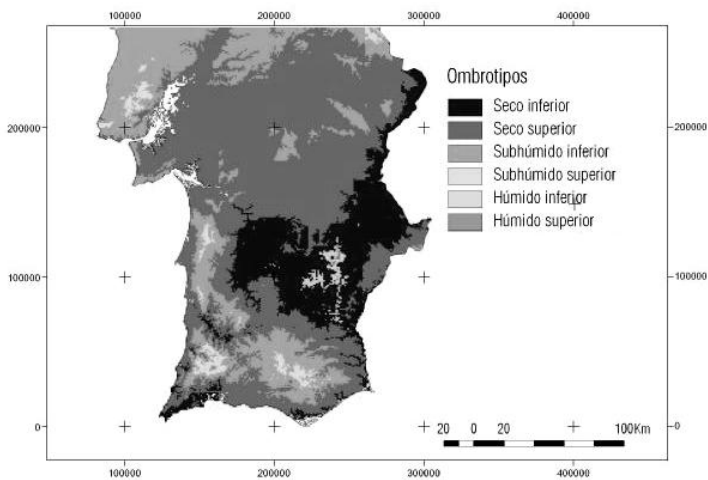 100000 200000 300000 400000
Ombrotipos
Seco inferior
Seco superior
Subhúmido inferior
Subhúmido superior
Húmido inferior
Húmido superior
200000 200000
100000 100000
20 0 20 100Km
0 0
100000 200000 300000 400000